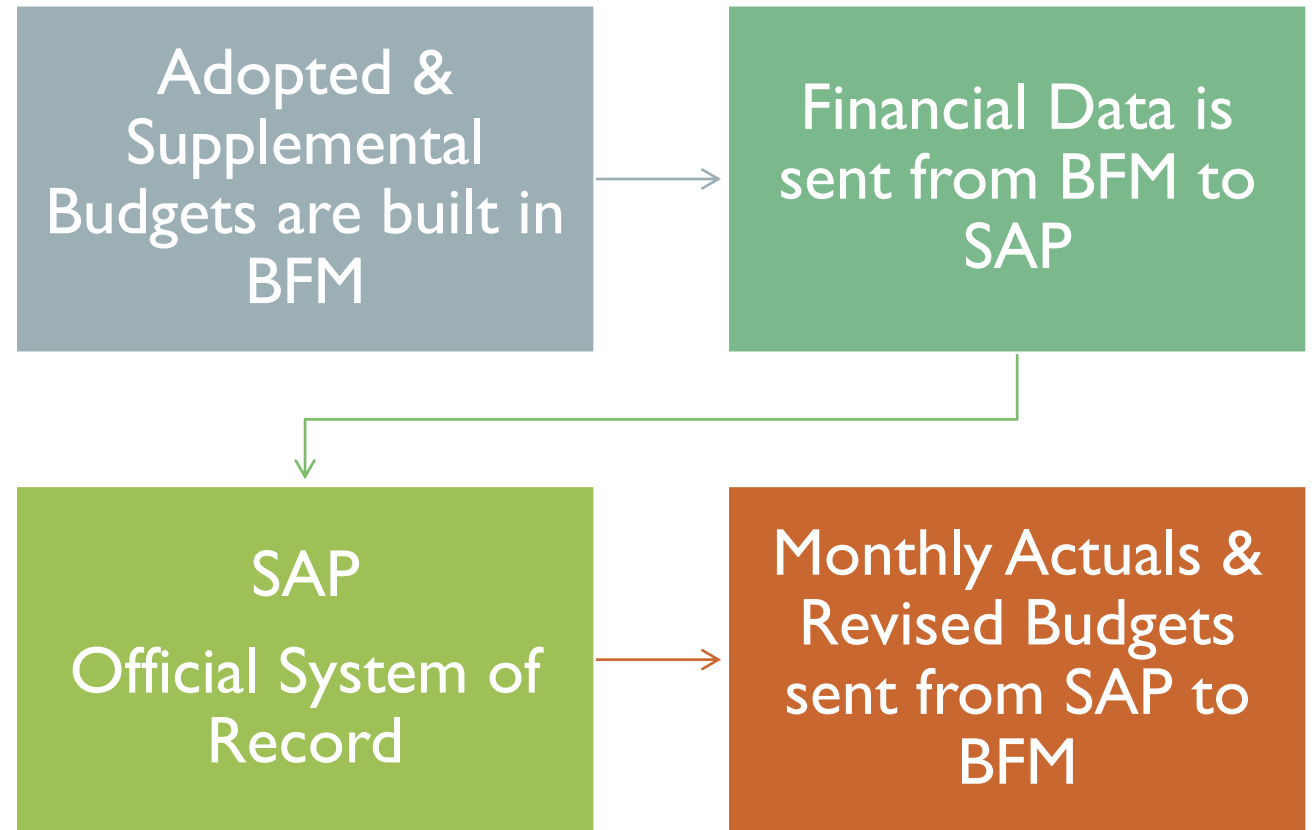 Adopted &
Supplemental
Budgets are built in
BFM
Financial Data is
sent from BFM to
SAP
SAP
Official System of
Record
Monthly Actuals &
Revised Budgets
sent from SAP to
BFM